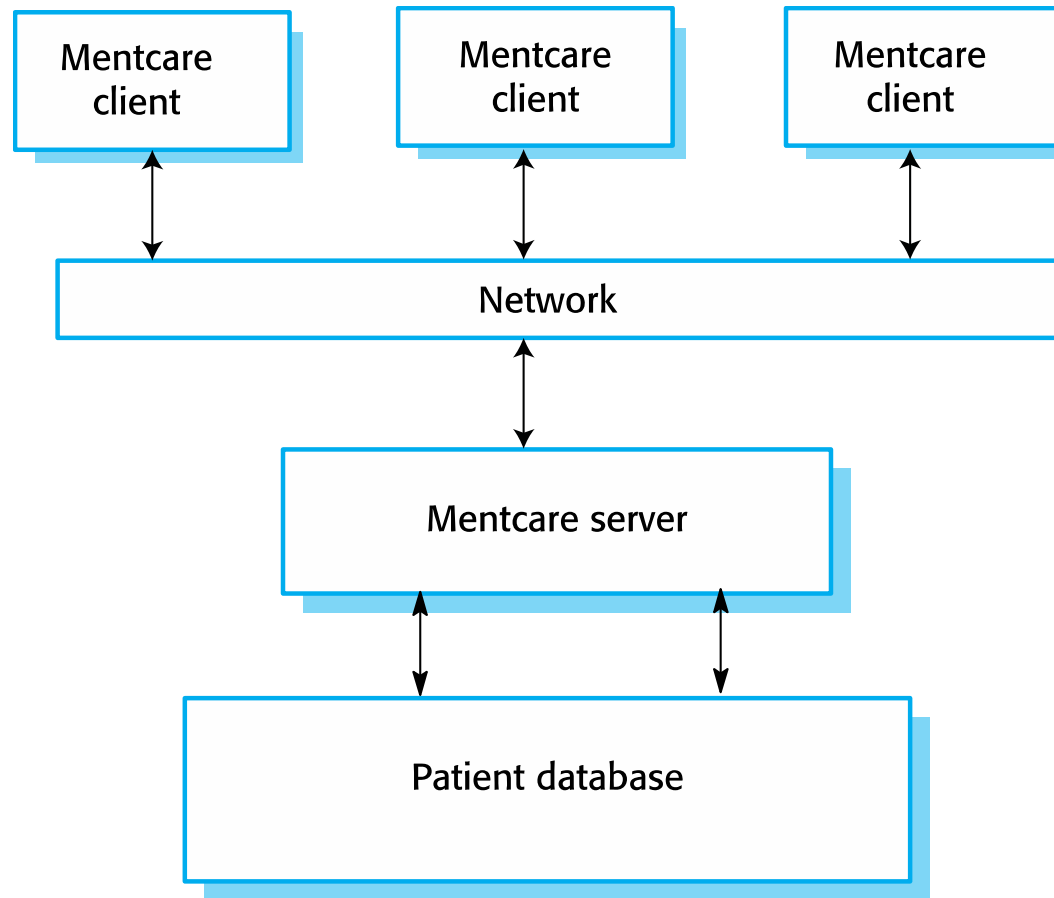 Mentcare
client
Mentcare
client
Mentcare
client
Network
Mentcare server
Patient database